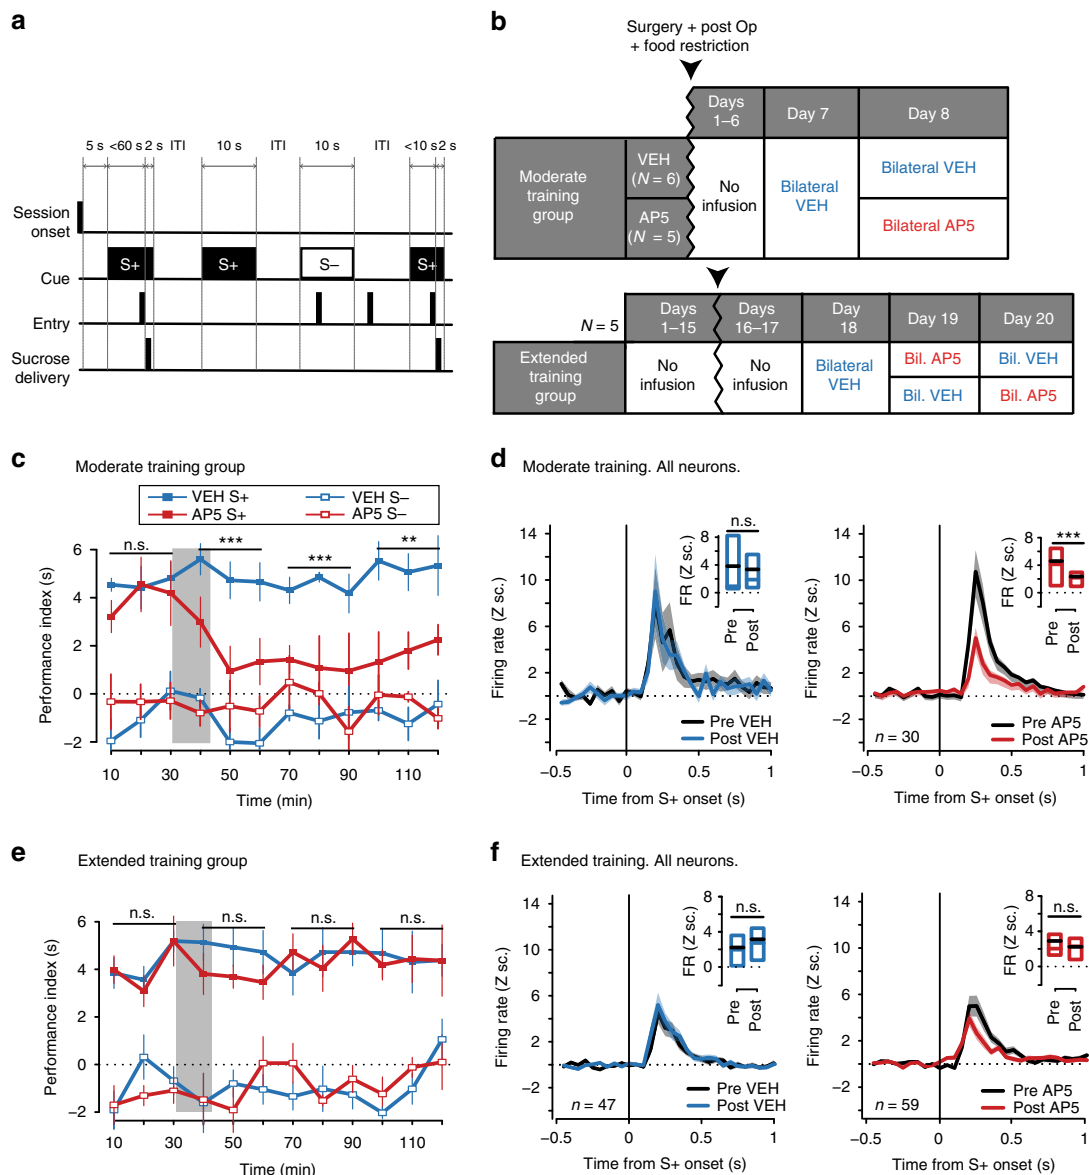 a
5 s <60 s 2 s ITI 10 s ITI 10 s ITI <10 s 2 s
Session
onset
S+ S+ S– S+
Cue
Entry
Sucrose
delivery
b
Surgery + post Op
+ food restriction
Days
1–6
Day 7
Day 8
Moderate
training
group
VEH
(N = 6)
AP5
(N = 5)
No
infusion
Bilateral
VEH
Bilateral VEH
Bilateral AP5
N = 5
Days
1–15
Days
16–17
Day
18
Day 19
Day 20
Extended
training
group
No
infusion
No
infusion
Bilateral
VEH
Bil. AP5
Bil. VEH
Bil. VEH
Bil. AP5
c
Moderate training group
VEH S+ VEH S–
AP5 S+ AP5 S–
n.s. *** *** **
Performance index (s)
6
4
2
0
–2
10 30 50 70 90 110
Time (min)
d
Moderate training. All neurons.
Firing rate (Z sc.)
14
10
6
2
–2
n.s.
FR (Z sc.)
8
4
0
Pre
Post
Pre VEH
Post VEH
–0.5 0 0.5 1
Time from S+ onset (s)
Firing rate (Z sc.)
14
10
6
2
–2
***
FR (Z sc.)
8
4
0
Pre
Post
Pre AP5
Post AP5
n = 30
–0.5 0 0.5 1
Time from S+ onset (s)
e
Extended training group
n.s. n.s. n.s. n.s.
Performance index (s)
6
4
2
0
–2
10 30 50 70 90 110
Time (min)
f
Extended training. All neurons.
Firing rate (Z sc.)
14
10
6
2
–2
n.s.
FR (Z sc.)
8
4
0
Pre
Post
Pre VEH
Post VEH
n = 47
–0.5 0 0.5 1
Time from S+ onset (s)
Firing rate (Z sc.)
14
10
6
2
–2
n.s.
FR (Z sc.)
8
4
0
Pre
Post
Pre AP5
Post AP5
n = 59
–0.5 0 0.5 1
Time from S+ onset (s)